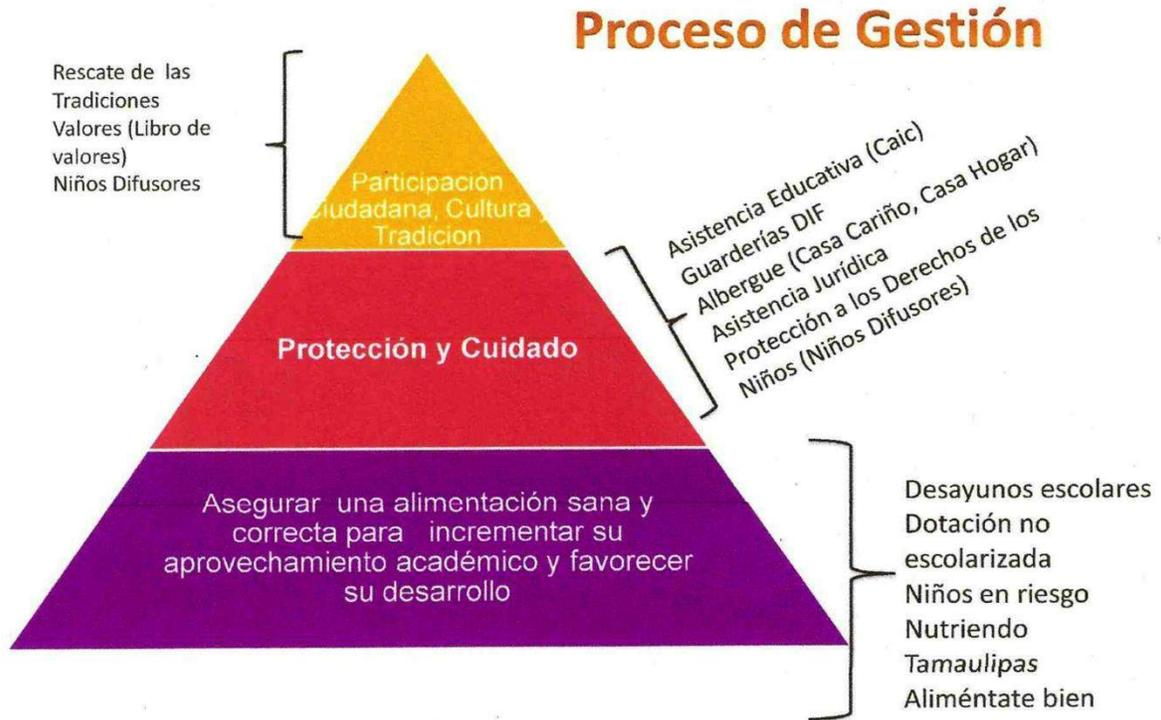 Proceso de Gestión
Rescate de las
Tradiciones
Valores (Libro de
valores)
Niños Difusores
Participación
Ciudadana, Cultura y
Tradicion
Asistencia Educativa (Caic)
Guarderías DIF
Albergue (Casa Cariño, Casa Hogar)
Asistencia Jurídica
Protección a los Derechos de los
Niños (Niños Difusores)
Protección y Cuidado
Asegurar una alimentación sana y
correcta para incrementar su
aprovechamiento académico y favorecer
su desarrollo
Desayunos escolares
Dotación no
escolarizada
Niños en riesgo
Nutriendo
Tamaulipas
Aliméntate bien